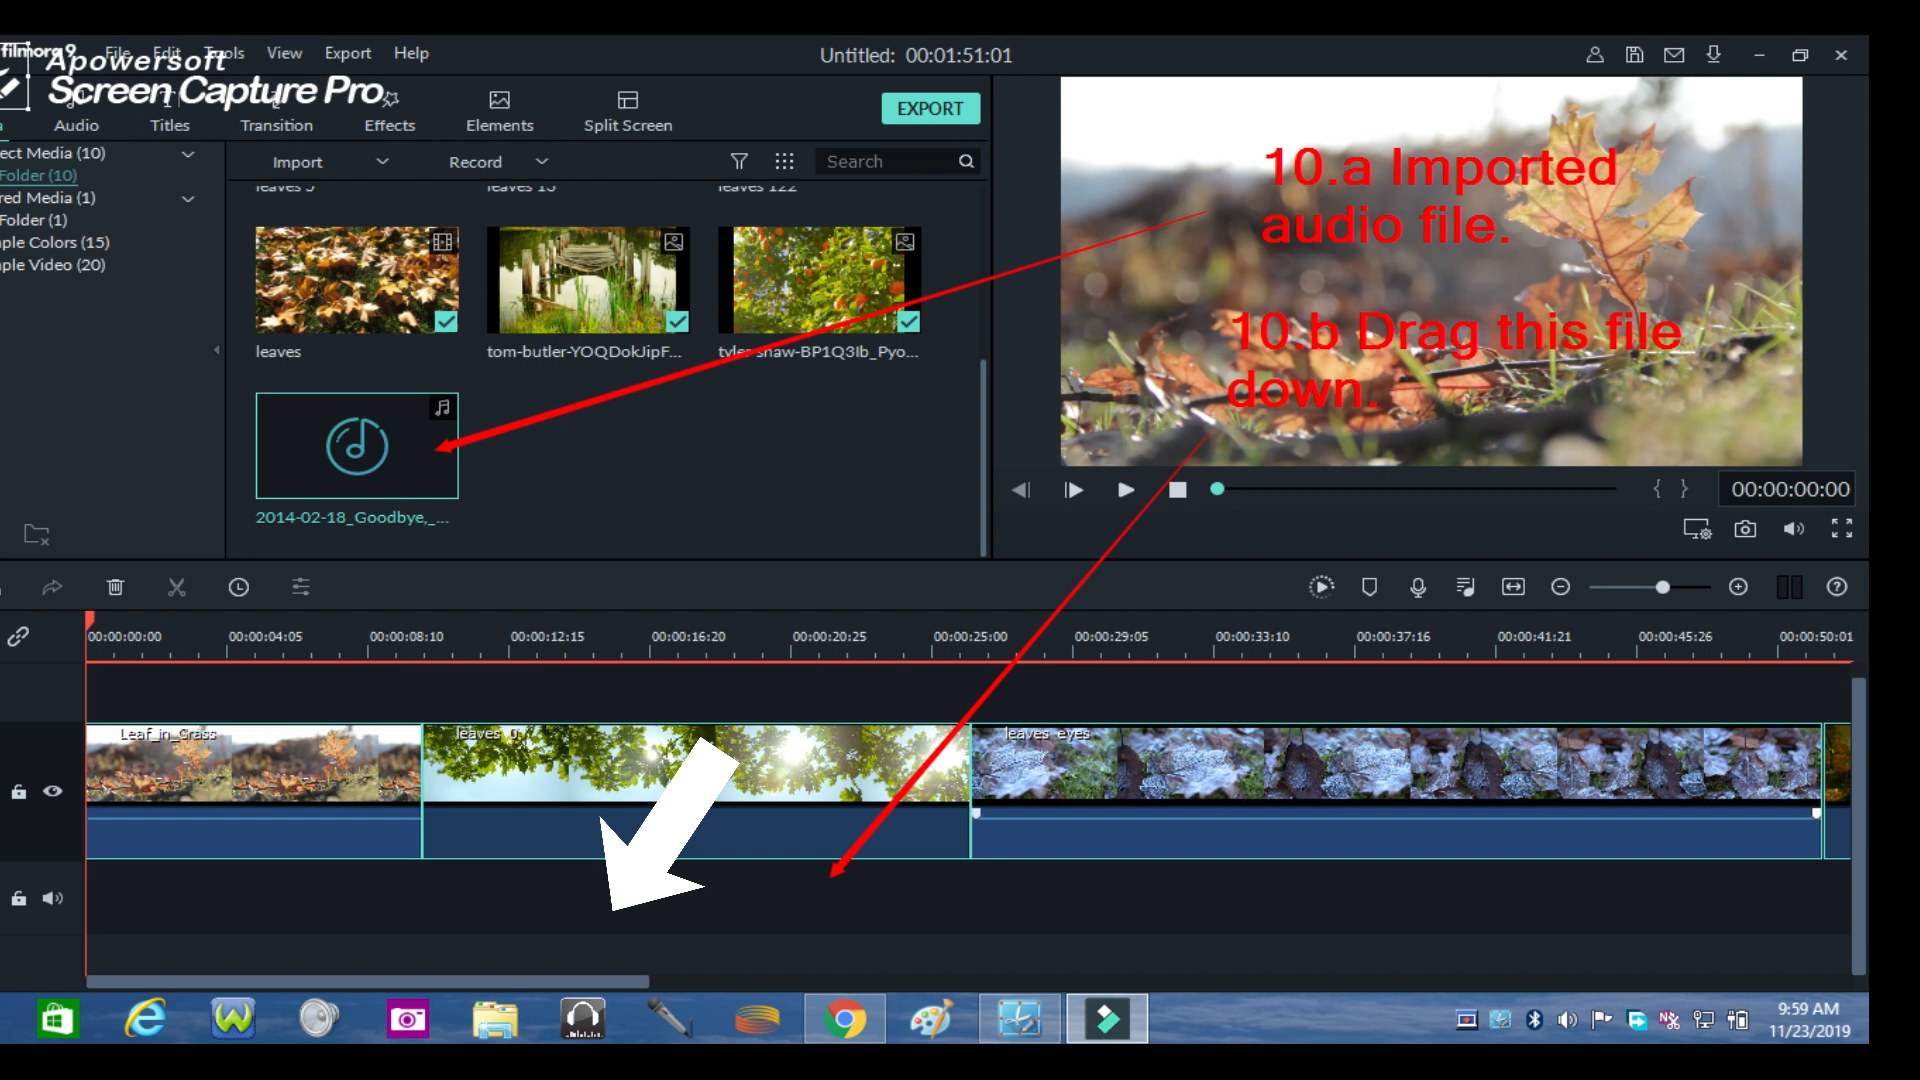 filmora9 File Edit Tools View Export Help
Untitled: 00:01:51:01
Apowersoft
Screen Capture Pro
Audio Titles Transition Effects Elements Split Screen
EXPORT
ect Media (10)
Folder (10)
red Media (1)
Folder (1)
ple Colors (15)
ple Video (20)
Import Record Search
leaves 5 leaves 15 leaves 122
leaves tom-butler-YOQDokJipF... tyler-shaw-BP1Q3Ib_Pyo...
2014-02-18_Goodbye,_...
10.a Imported
audio file.
10.b Drag this file
down.
{ } 00:00:00:00
00:00:00:00 00:00:04:05 00:00:08:10 00:00:12:15 00:00:16:20 00:00:20:25 00:00:25:00 00:00:29:05 00:00:33:10 00:00:37:16 00:00:41:21 00:00:45:26 00:00:50:01
Leaf_in_Grass leaves 0 leaves eyes
9:59 AM
11/23/2019